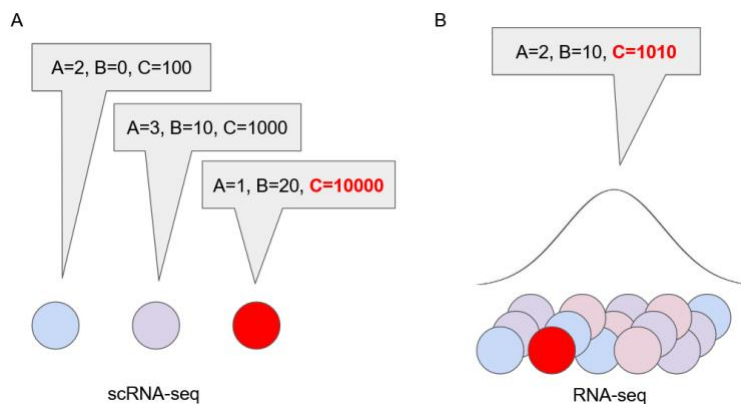 A
B
A=2, B=0, C=100
A=2, B=10, C=1010
A=3, B=10, C=1000
A=1, B=20, C=10000
scRNA-seq
RNA-seq